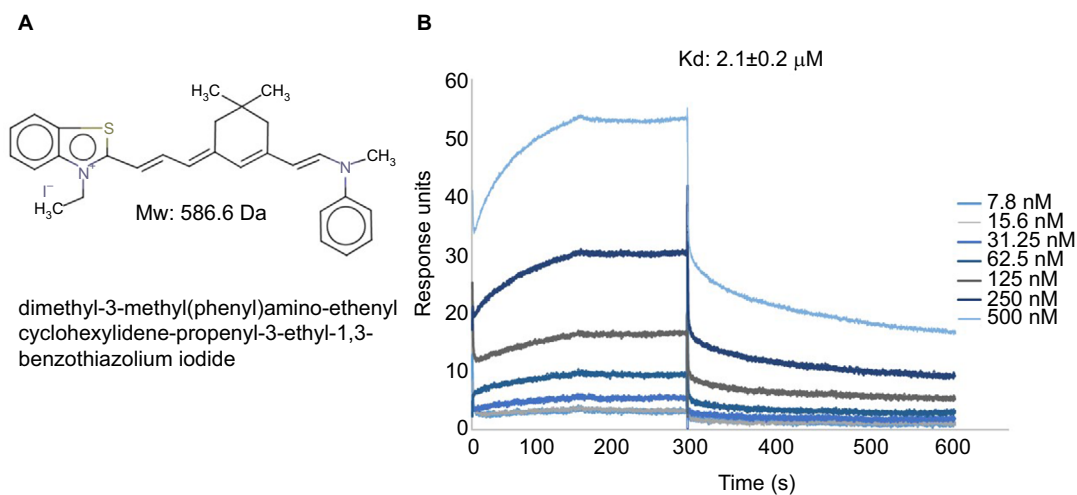 A
H₃C
CH₃
S
N⁺
I⁻
H₃C
N
CH₃
Mw: 586.6 Da
dimethyl-3-methyl(phenyl)amino-ethenyl
cyclohexylidene-propenyl-3-ethyl-1,3-
benzothiazolium iodide
B
Kd: 2.1±0.2 μM
Response units
60
50
40
30
20
10
0
0 100 200 300 400 500 600
Time (s)
7.8 nM
15.6 nM
31.25 nM
62.5 nM
125 nM
250 nM
500 nM